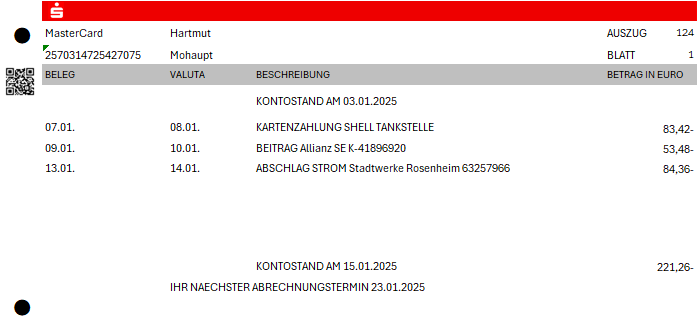 MasterCard Hartmut AUSZUG 124
2570314725427075 Mohaupt BLATT 1
BELEG VALUTA BESCHREIBUNG BETRAG IN EURO
KONTOSTAND AM 03.01.2025
07.01. 08.01. KARTENZAHLUNG SHELL TANKSTELLE 83,42-
09.01. 10.01. BEITRAG Allianz SE K-41896920 53,48-
13.01. 14.01. ABSCHLAG STROM Stadtwerke Rosenheim 63257966 84,36-
KONTOSTAND AM 15.01.2025 221,26-
IHR NAECHSTER ABRECHNUNGSTERMIN 23.01.2025